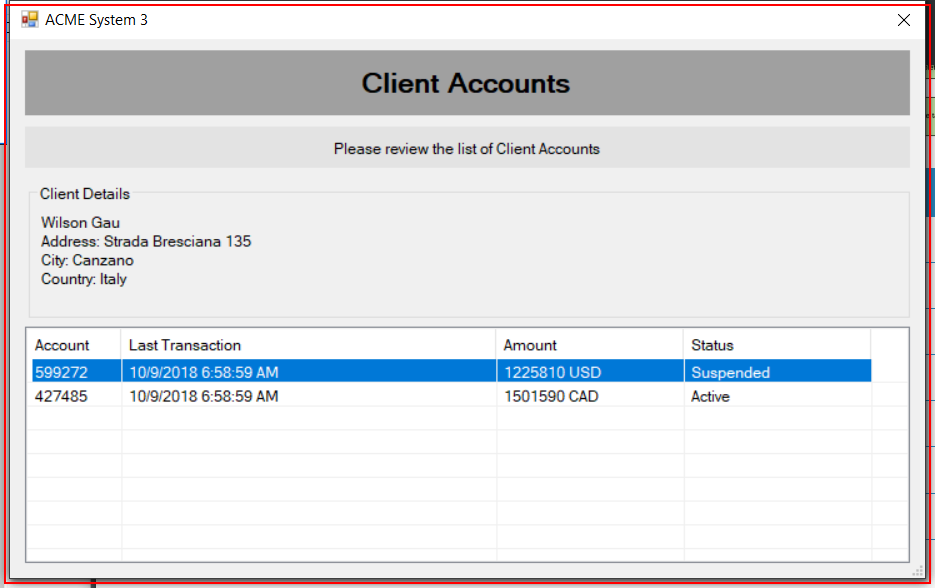 ACME System 3
Client Accounts
Please review the list of Client Accounts
Client Details
Wilson Gau
Address: Strada Bresciana 135
City: Canzano
Country: Italy
Account Last Transaction Amount Status
599272 10/9/2018 6:58:59 AM 1225810 USD Suspended
427485 10/9/2018 6:58:59 AM 1501590 CAD Active